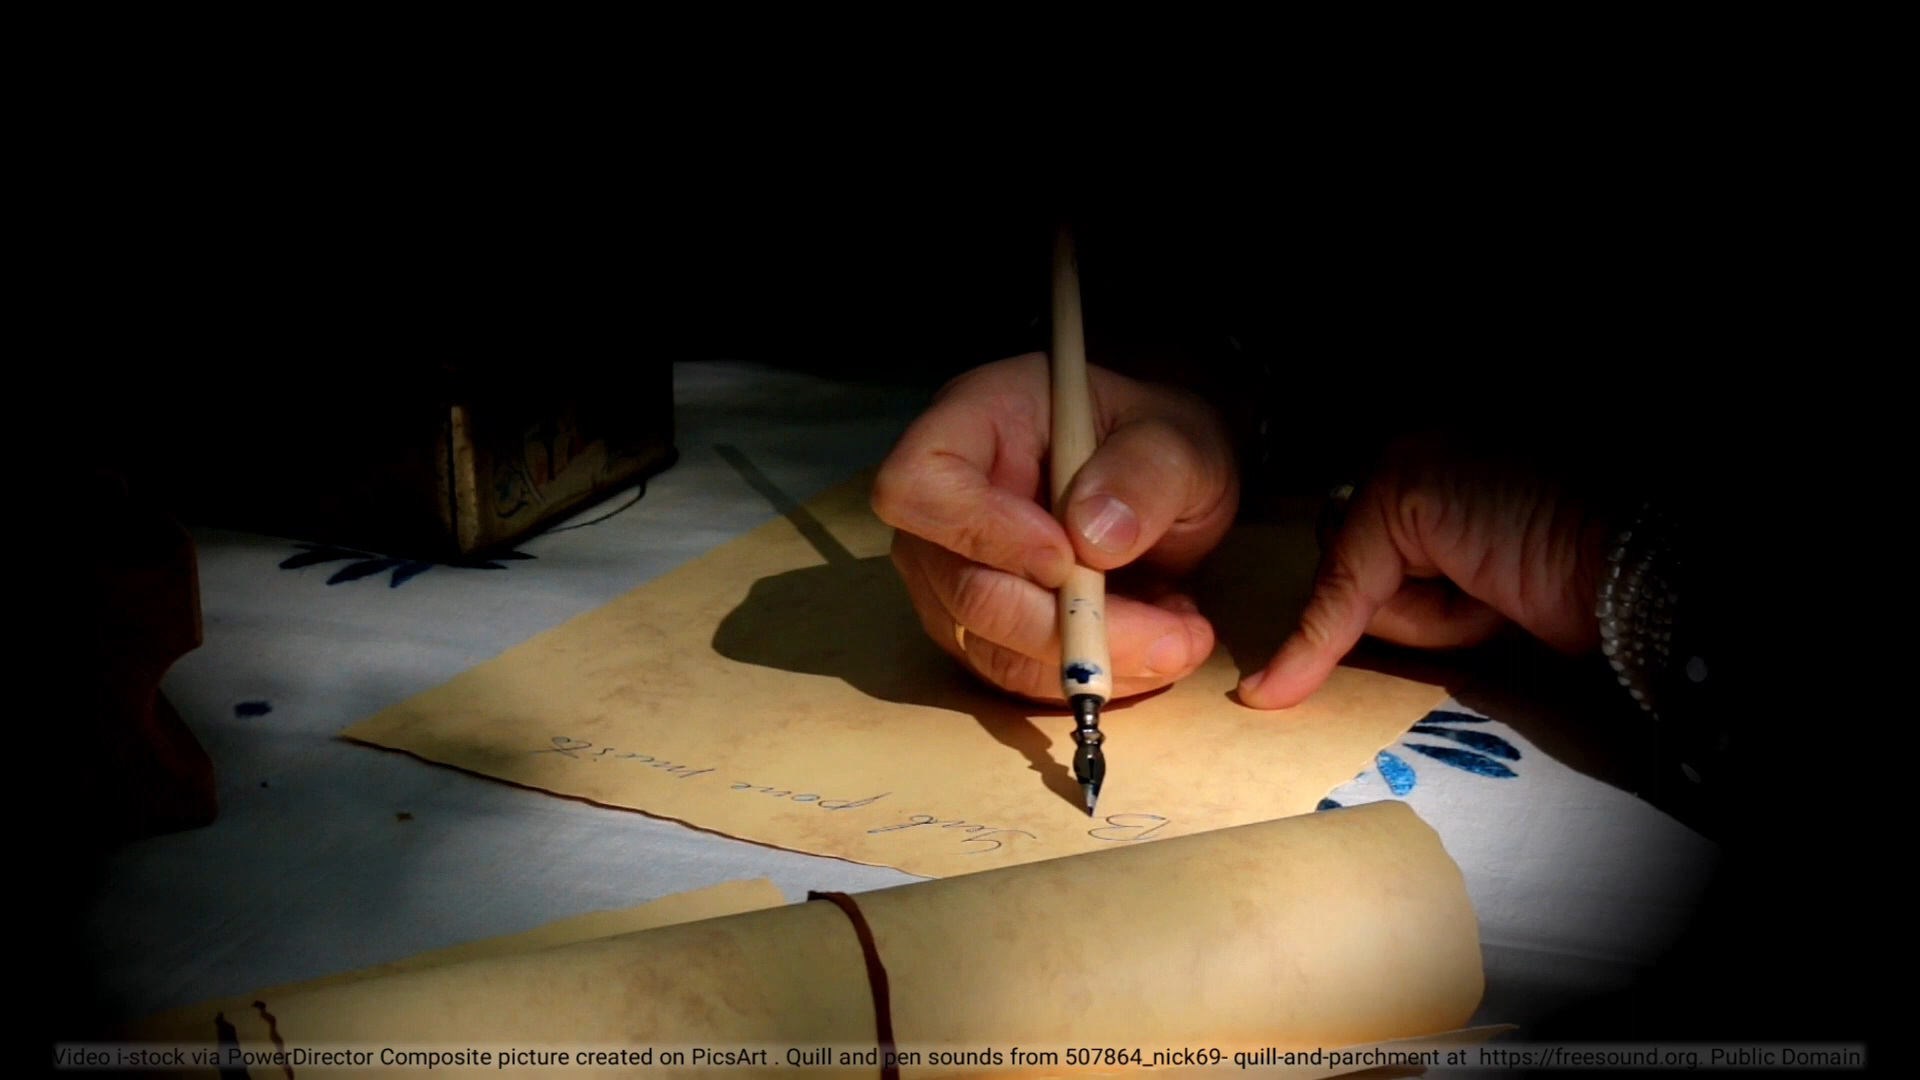 B
Video i-stock via PowerDirector Composite picture created on PicsArt . Quill and pen sounds from 507864_nick69- quill-and-parchment at https://freesound.org. Public Domain